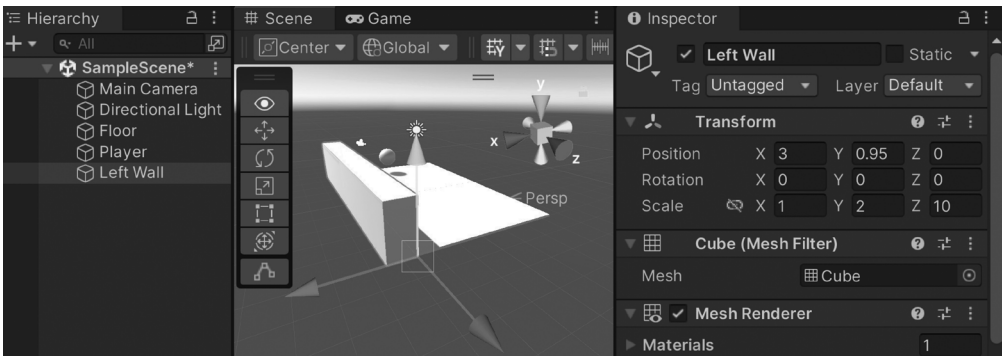 Hierarchy
All
SampleScene*
Main Camera
Directional Light
Floor
Player
Left Wall
Scene Game
Center Global
y
x
z
Persp
Inspector
Left Wall Static
Tag Untagged Layer Default
Transform
Position X 3 Y 0.95 Z 0
Rotation X 0 Y 0 Z 0
Scale X 1 Y 2 Z 10
Cube (Mesh Filter)
Mesh Cube
Mesh Renderer
Materials 1